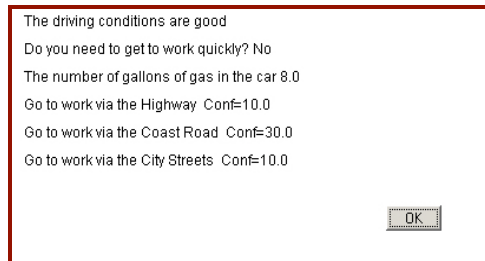 The driving conditions are good
Do you need to get to work quickly? No
The number of gallons of gas in the car 8.0
Go to work via the Highway Conf=10.0
Go to work via the Coast Road Conf=30.0
Go to work via the City Streets Conf=10.0
OK